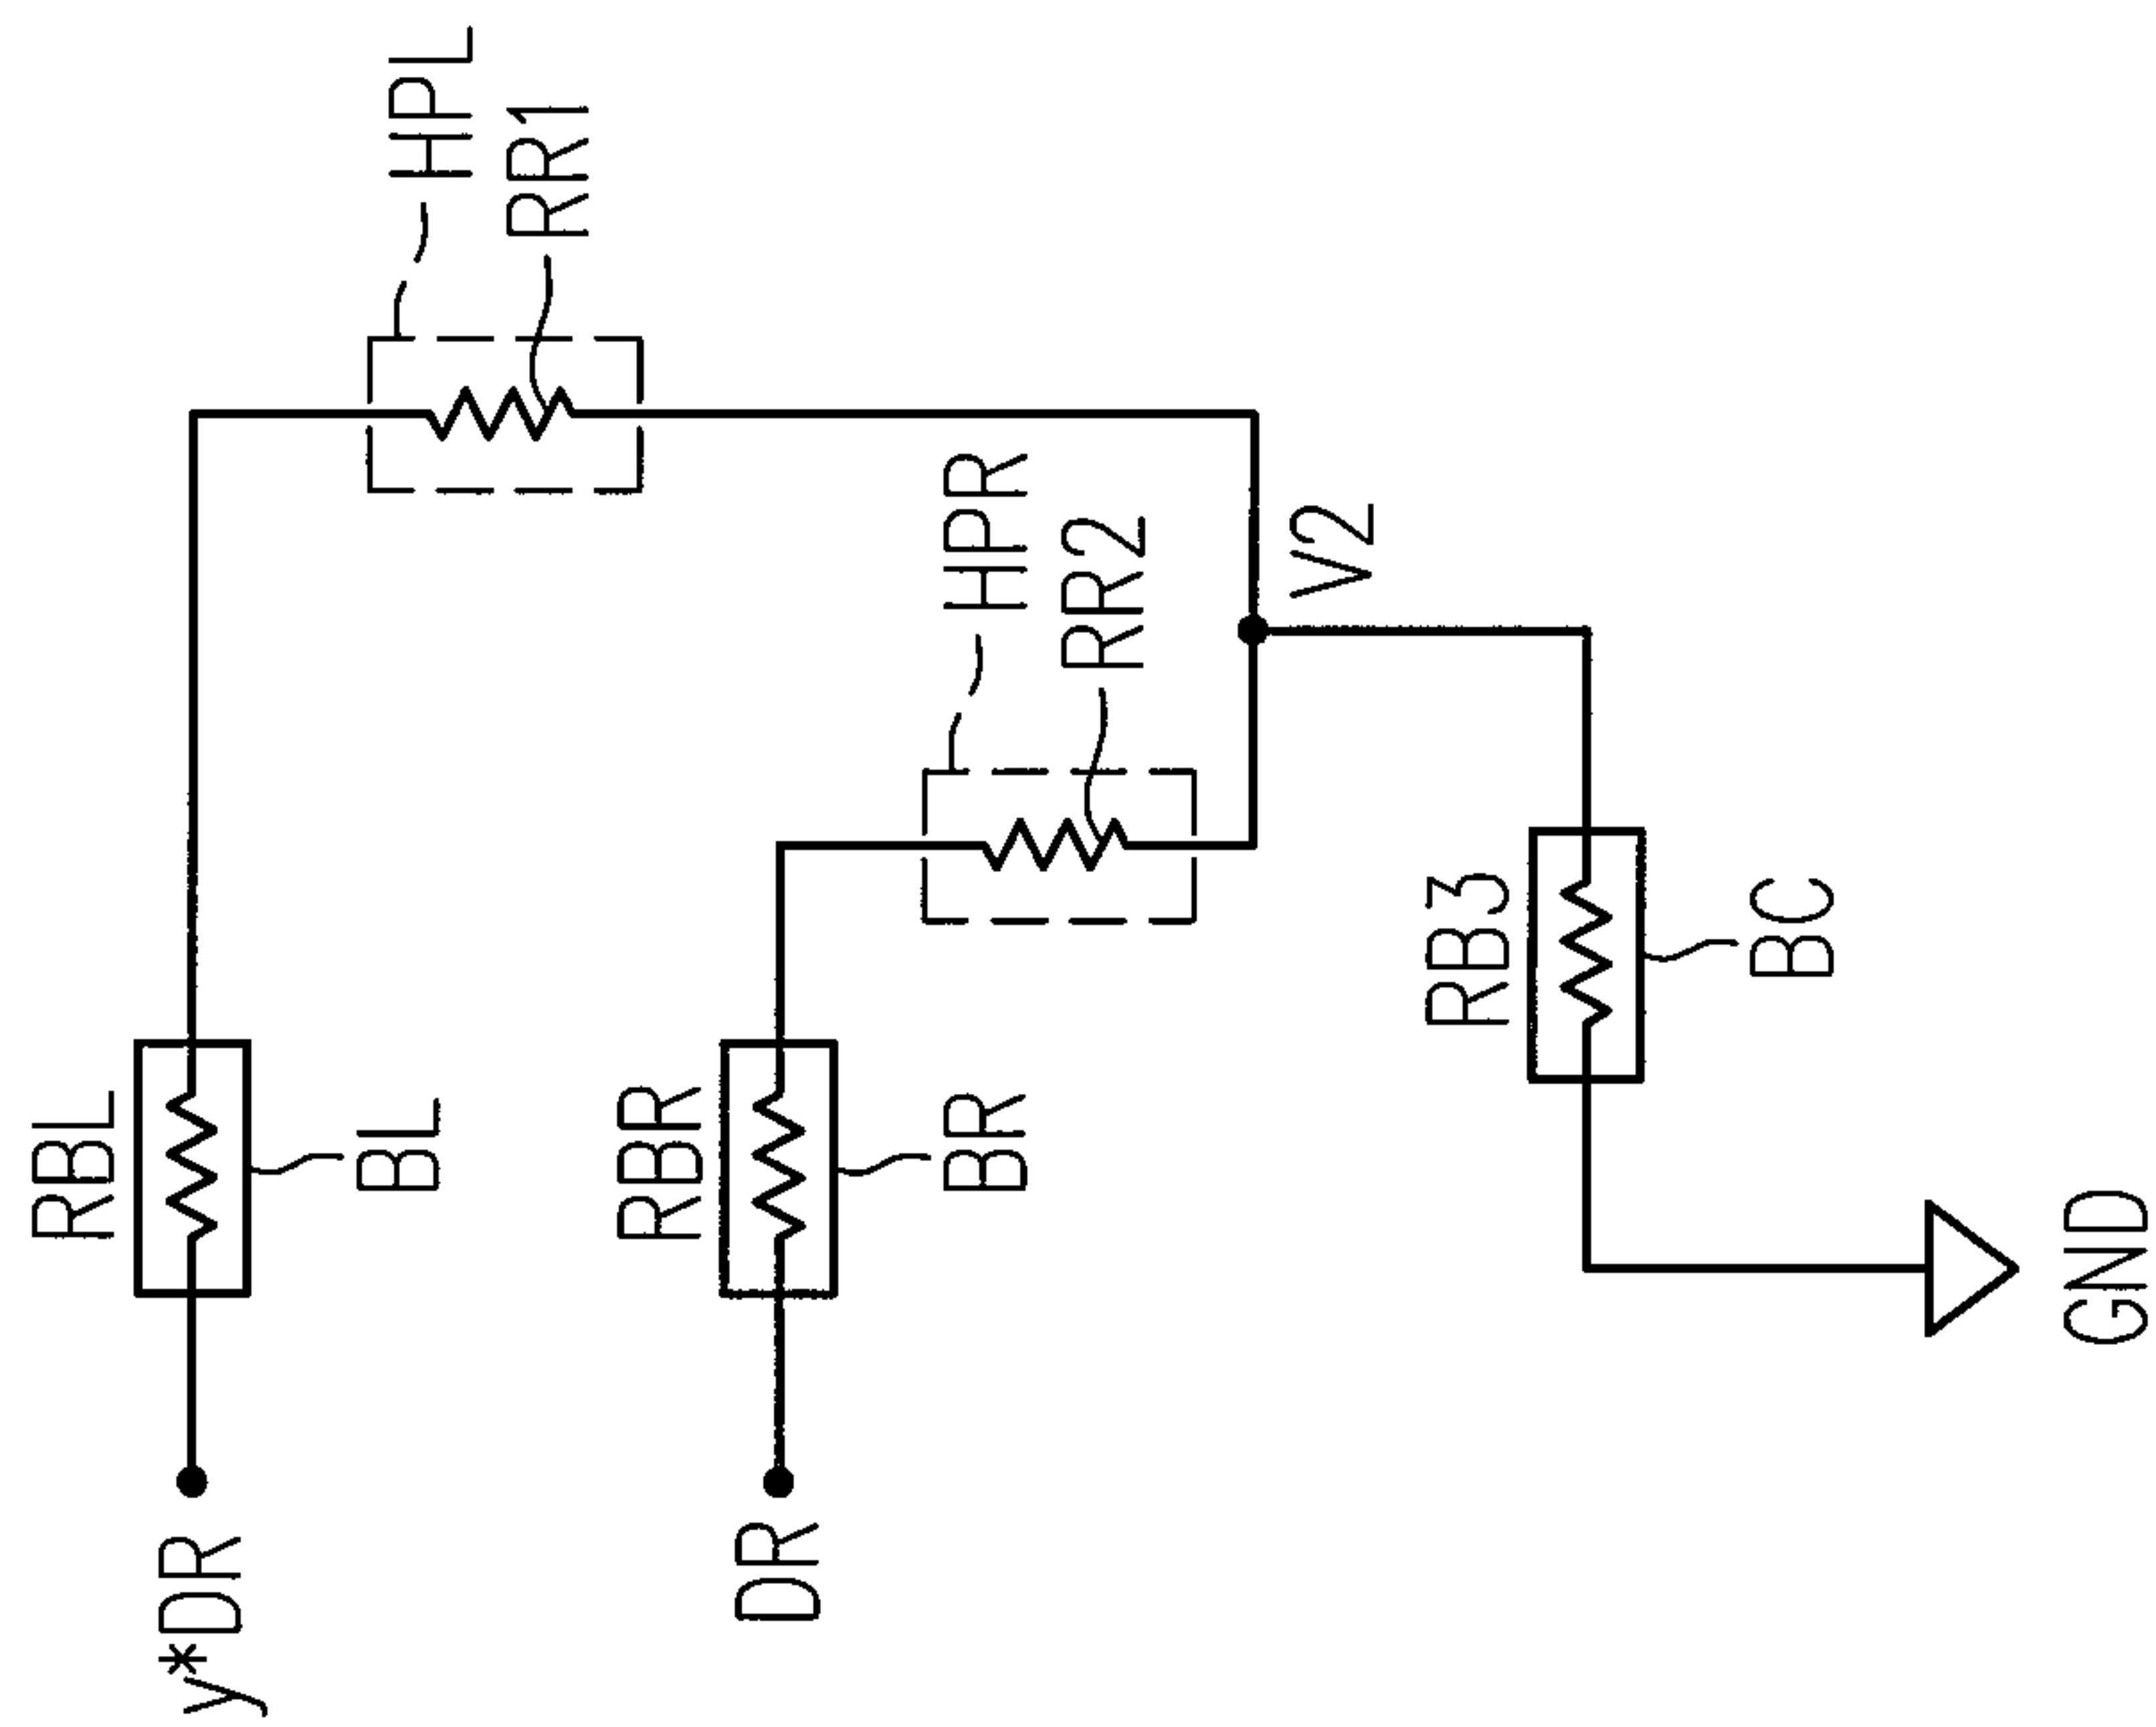 y*DR
RBL
BL
HPL
RR1
DR
RBR
BR
HPR
RR2
V2
RB3
BC
GND